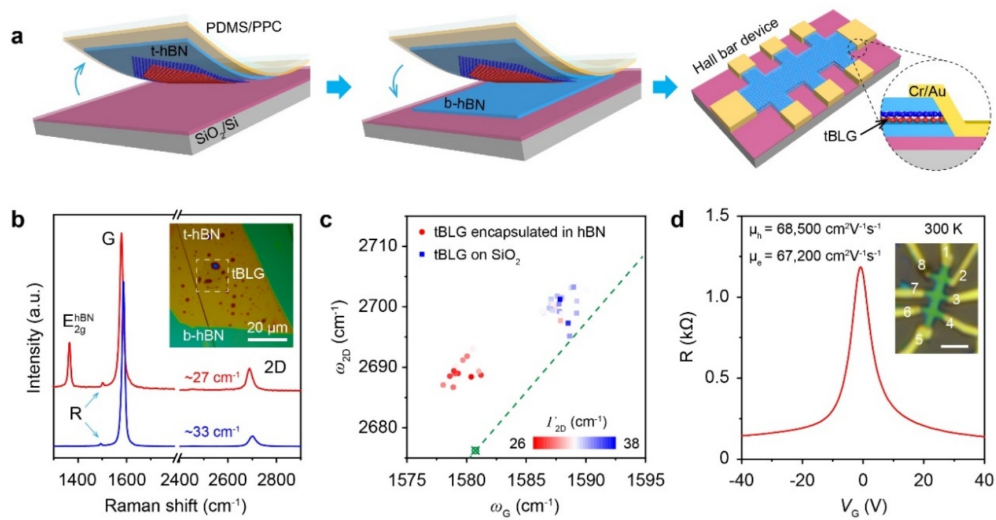 a
PDMS/PPC
t-hBN
b-hBN
SiO₂/Si
Hall bar device
Cr/Au
tBLG
b
G
t-hBN
tBLG
b-hBN
20 μm
E₂g^hBN
R
~27 cm⁻¹
~33 cm⁻¹
2D
Intensity (a.u.)
1400 1600 2400 2600 2800
Raman shift (cm⁻¹)
c
tBLG encapsulated in hBN
tBLG on SiO₂
2710
2700
2690
2680
ω₂D (cm⁻¹)
Γ₂D (cm⁻¹)
26 38
1575 1580 1585 1590 1595
ω_G (cm⁻¹)
d
μₕ = 68,500 cm²V⁻¹s⁻¹
μₑ = 67,200 cm²V⁻¹s⁻¹
300 K
1
8 2
7 3
6 4
5
1.5
1.0
0.5
0
R (kΩ)
-40 -20 0 20 40
V_G (V)